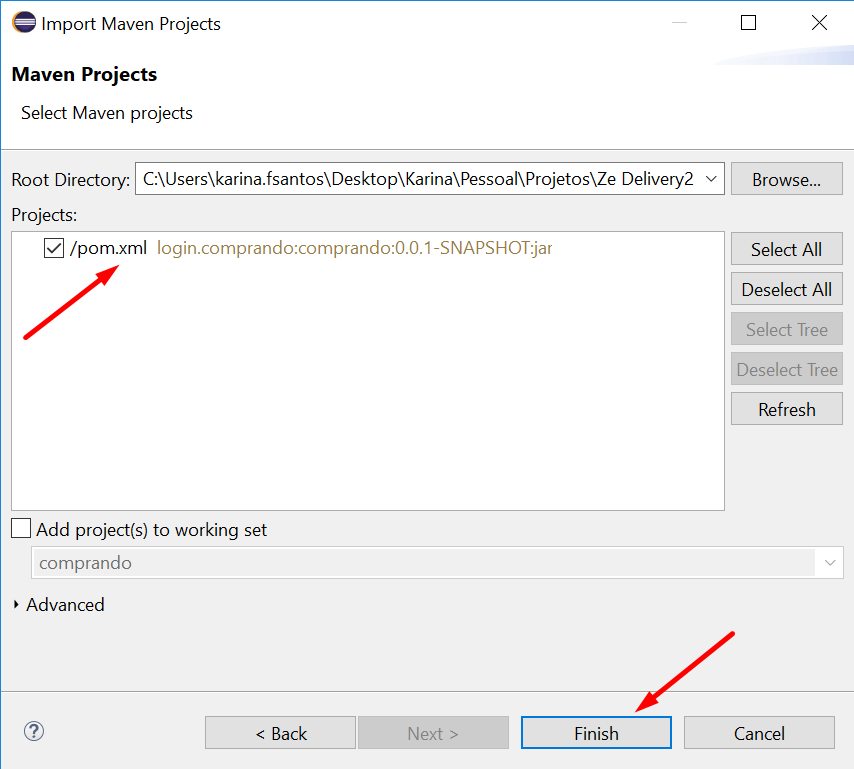 Import Maven Projects
Maven Projects
Select Maven projects
Root Directory: C:\Users\karina.fsantos\Desktop\Karina\Pessoal\Projetos\Ze Delivery2 Browse...
Projects:
/pom.xml login.comprando:comprando:0.0.1-SNAPSHOT:jar
Select All
Deselect All
Select Tree
Deselect Tree
Refresh
Add project(s) to working set
comprando
Advanced
? < Back Next > Finish Cancel